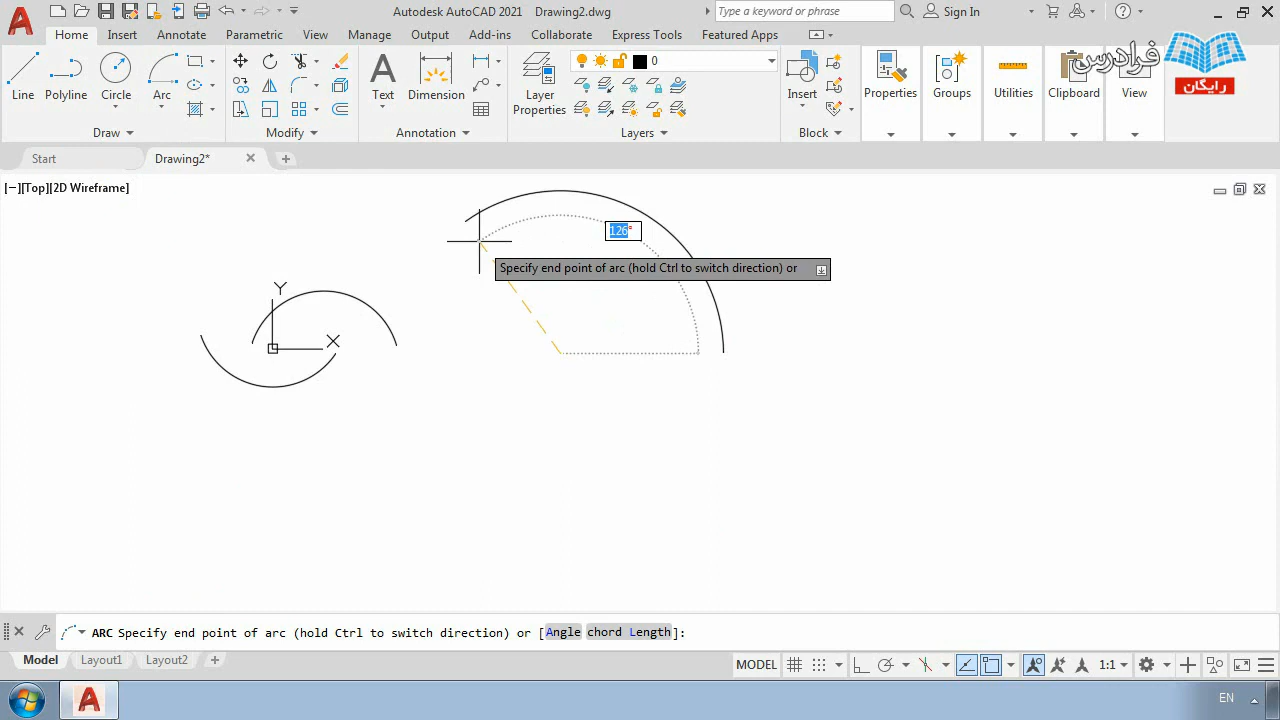 Autodesk AutoCAD 2021 Drawing2.dwg
Type a keyword or phrase
Sign In
Home Insert Annotate Parametric View Manage Output Add-ins Collaborate Express Tools Featured Apps
فرادرس
رایگان
0
Line Polyline Circle Arc
Text Dimension
Layer
Properties
Insert
Properties Groups Utilities Clipboard View
Draw Modify Annotation Layers Block
Start Drawing2*
[−][Top][2D Wireframe]
126°
Specify end point of arc (hold Ctrl to switch direction) or
Y
X
ARC Specify end point of arc (hold Ctrl to switch direction) or [Angle chord Length]:
Model Layout1 Layout2
MODEL 1:1
EN